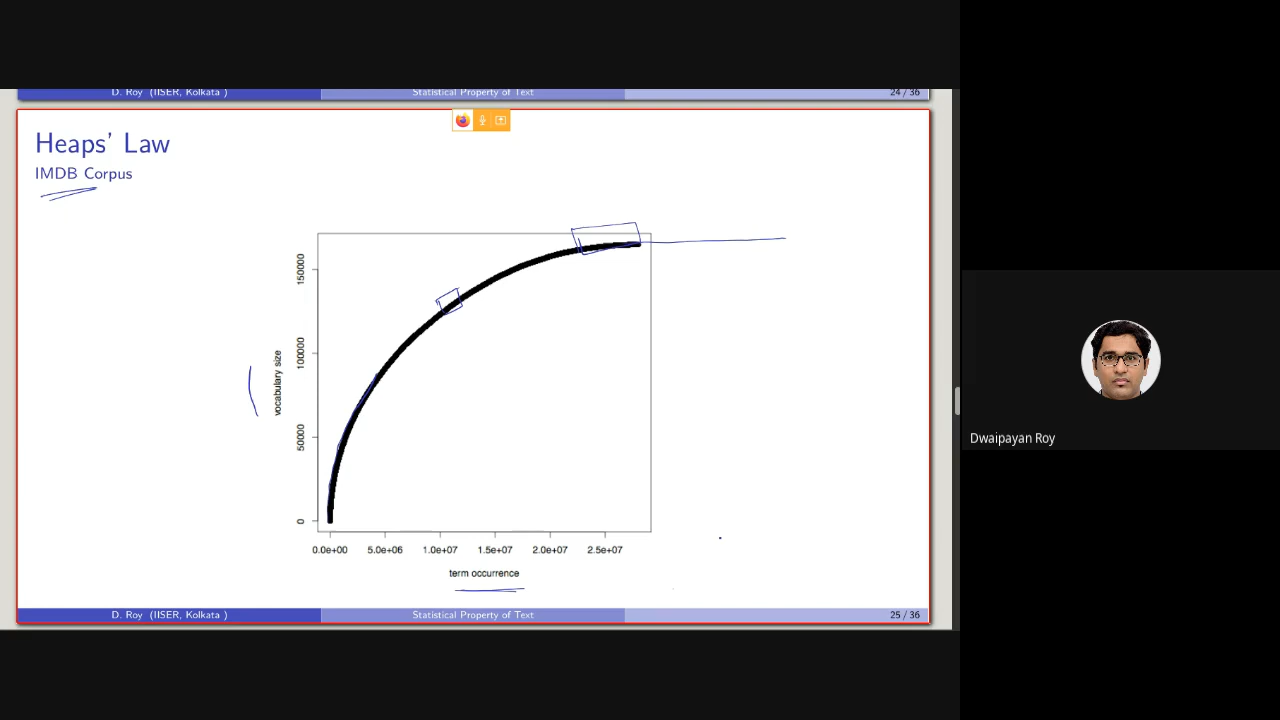 D. Roy (IISER, Kolkata ) Statistical Property of Text 24 / 36
Heaps' Law
IMDB Corpus
150000
100000
50000
0
vocabulary size
0.0e+00 5.0e+06 1.0e+07 1.5e+07 2.0e+07 2.5e+07
term occurrence
Dwaipayan Roy
D. Roy (IISER, Kolkata ) Statistical Property of Text 25 / 36